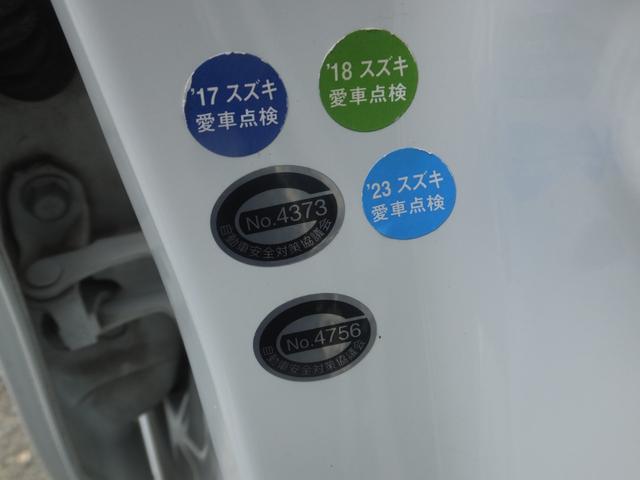 '17 スズキ
愛車点検
'18 スズキ
愛車点検
No.4373
自動車安全対策協議会
'23 スズキ
愛車点検
No.4756
自動車安全対策協議会